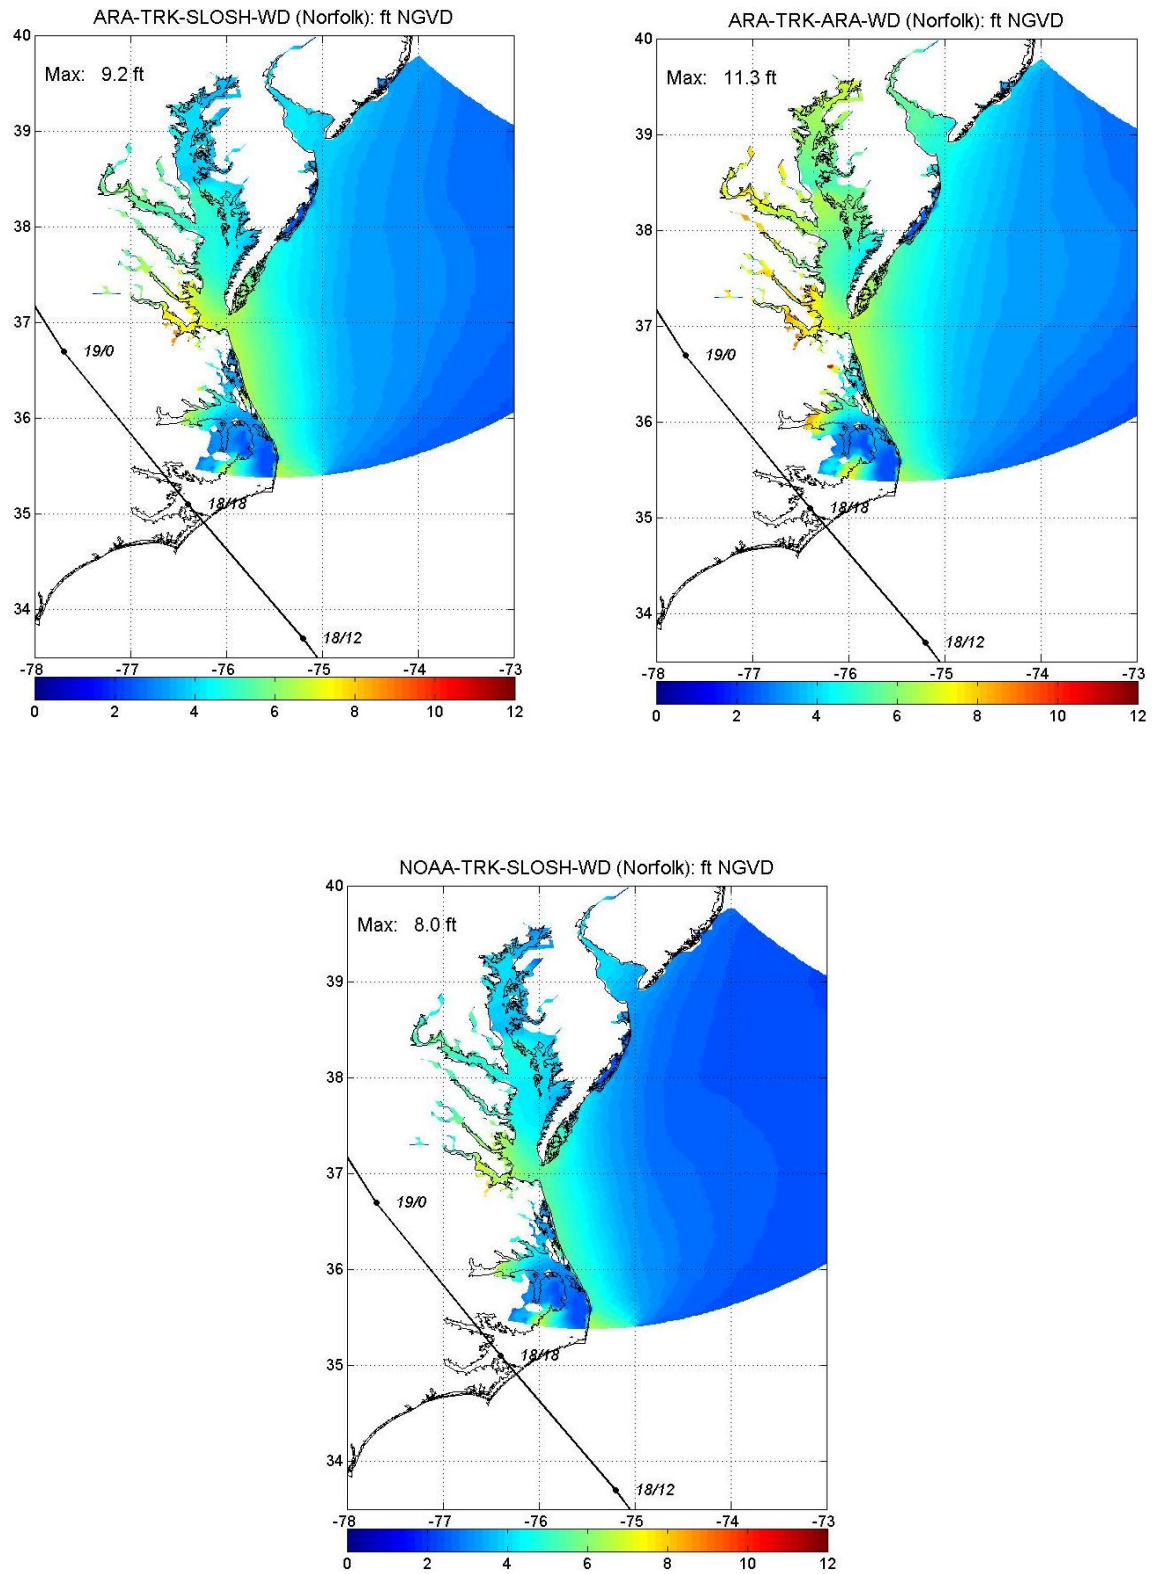 ARA-TRK-SLOSH-WD (Norfolk): ft NGVD
40
Max: 9.2 ft
39
38
37
19/0
36
35
18/18
34
18/12
-78 -77 -76 -75 -74 -73
0 2 4 6 8 10 12
ARA-TRK-ARA-WD (Norfolk): ft NGVD
40
Max: 11.3 ft
39
38
37
19/0
36
35
18/18
34
18/12
-78 -77 -76 -75 -74 -73
0 2 4 6 8 10 12
NOAA-TRK-SLOSH-WD (Norfolk): ft NGVD
40
Max: 8.0 ft
39
38
37
19/0
36
35
18/18
34
18/12
-78 -77 -76 -75 -74 -73
0 2 4 6 8 10 12